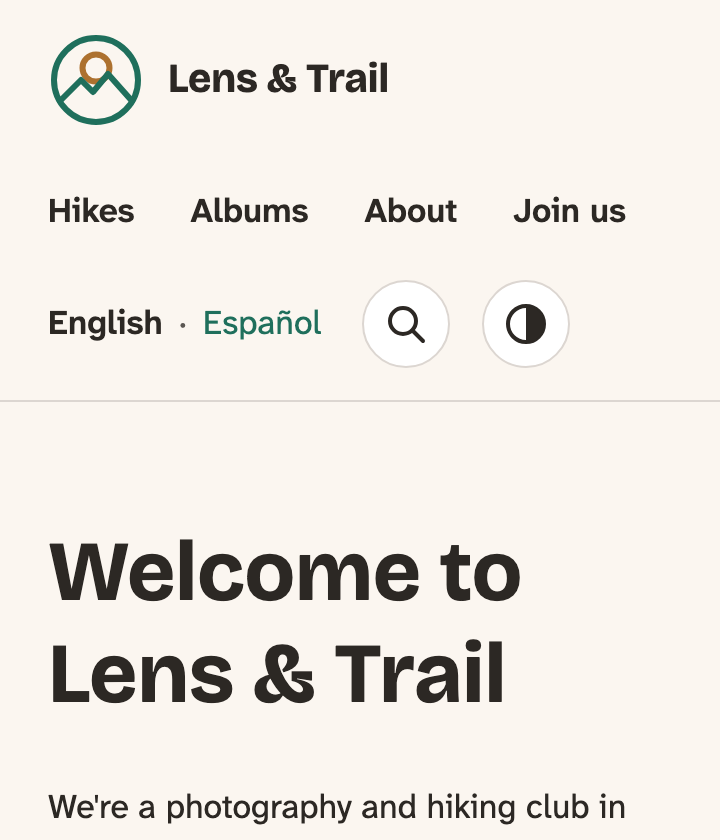 Lens & Trail
Hikes Albums About Join us
English · Español
Welcome to
Lens & Trail
We're a photography and hiking club in